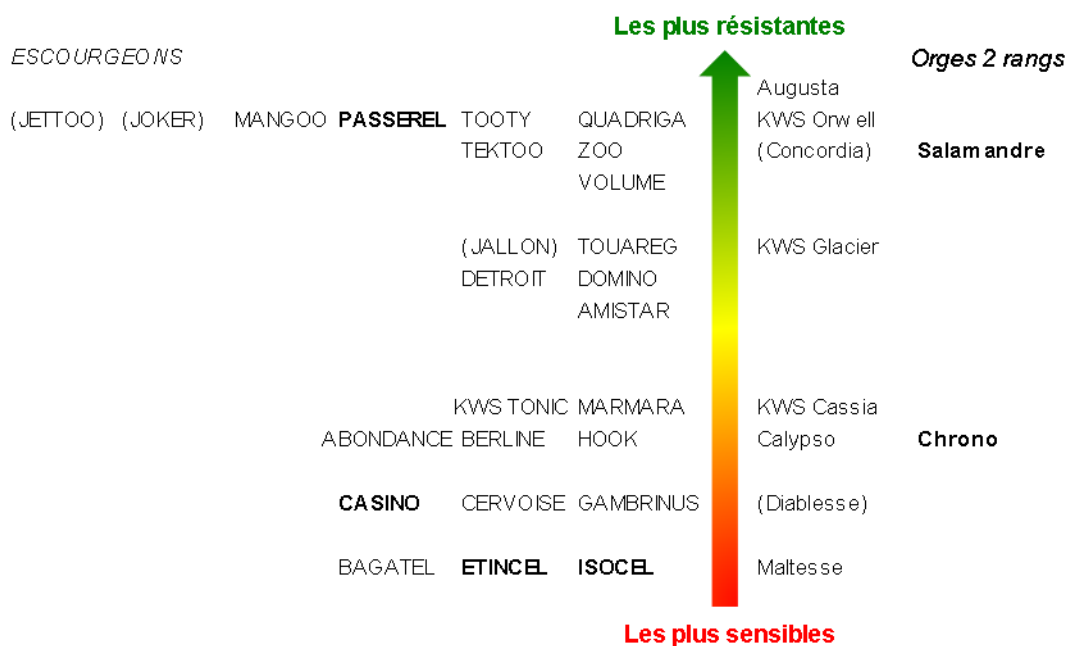 Les plus résistantes
ESCOURGEONS Orges 2 rangs
Augusta
(JETTOO) (JOKER) MANGOO PASSEREL TOOTY QUADRIGA KWS Orwell
TEKTOO ZOO (Concordia) Salamandre
VOLUME
(JALLON) TOUAREG KWS Glacier
DETROIT DOMINO
AMISTAR
KWS TONIC MARMARA KWS Cassia
ABONDANCE BERLINE HOOK Calypso Chrono
CASINO CERVOISE GAMBRINUS (Diablesse)
BAGATEL ETINCEL ISOCEL Maltesse
Les plus sensibles